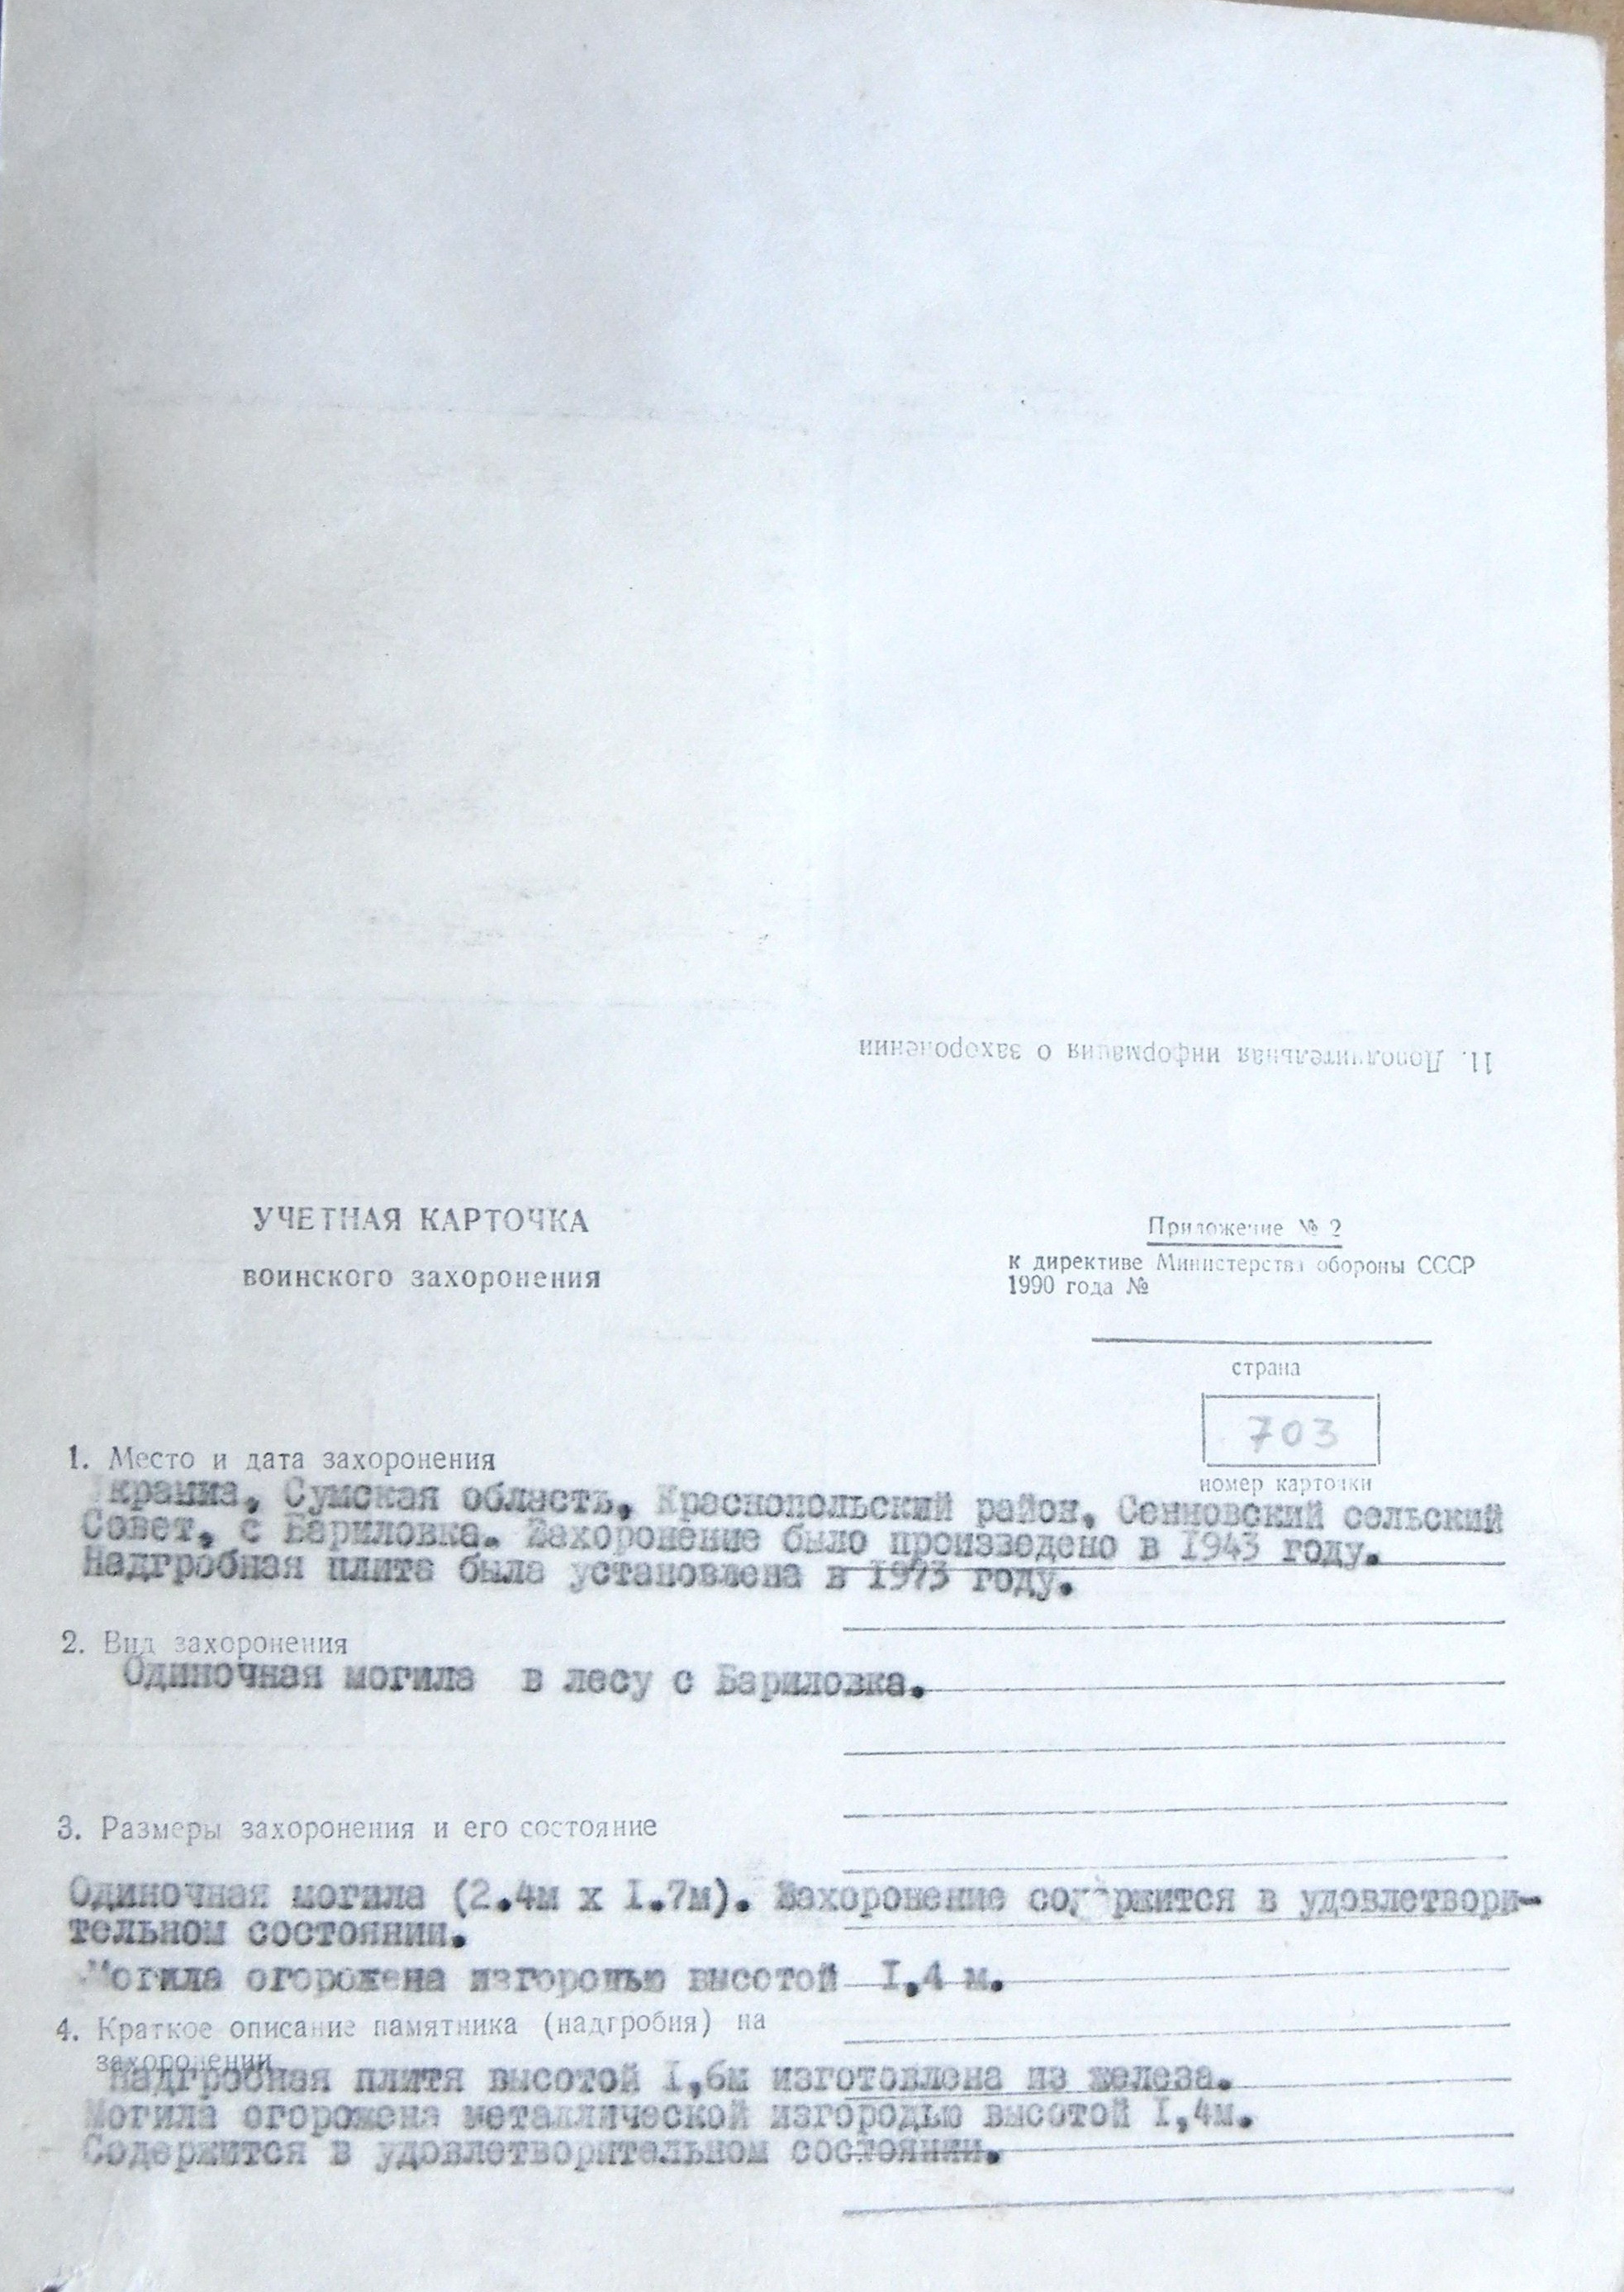 11. Дополнительная информация о захоронении
УЧЕТНАЯ КАРТОЧКА
воинского захоронения
Приложение № 2
к директиве Министерства обороны СССР
1990 года №
страна
703
номер карточки
1. Место и дата захоронения
Украина, Сумская область, Краснопольский район, Сенновский сельский
Совет, с Бариловка. Захоронение было произведено в 1943 году.
Надгробная плита была установлена в 1973 году.
2. Вид захоронения
Одиночная могила в лесу с Бариловка.
3. Размеры захоронения и его состояние
Одиночная могила (2.4м х 1.7м). Захоронение содержится в удовлетвори-
тельном состоянии.
Могила огорожена изгородью высотой 1,4 м.
4. Краткое описание памятника (надгробия) на
захоронении
Надгробная плитя высотой 1,6м изготовлена из железа.
Могила огорожена металлической изгородью высотой 1,4м.
Содержится в удовлетворительном состоянии.